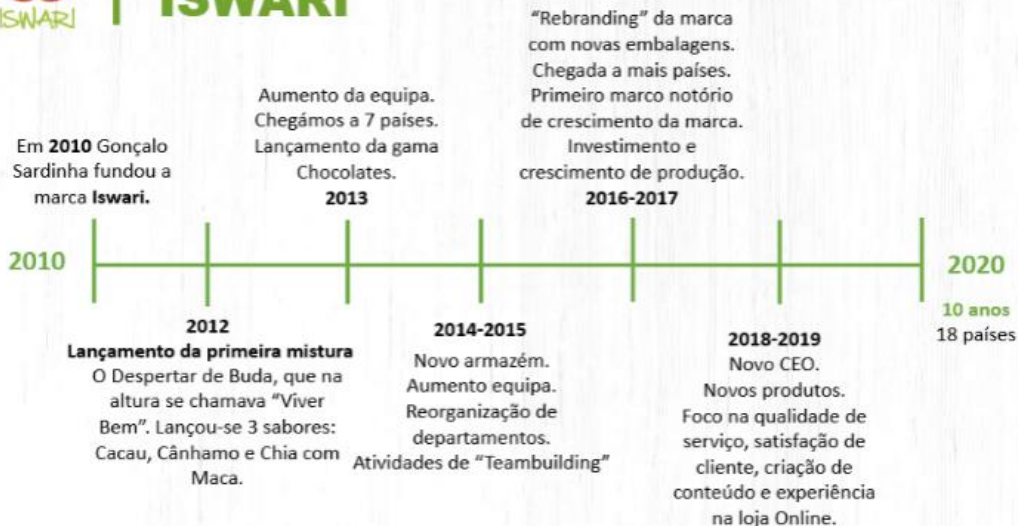 ISWARI
ISWARI
"Rebranding" da marca
com novas embalagens.
Chegada a mais países.
Primeiro marco notório
de crescimento da marca.
Investimento e
crescimento de produção.
2016-2017
Aumento da equipa.
Chegámos a 7 países.
Lançamento da gama
Chocolates.
2013
Em 2010 Gonçalo
Sardinha fundou a
marca Iswari.
2010
2020
10 anos
18 países
2012
Lançamento da primeira mistura
O Despertar de Buda, que na
altura se chamava "Viver
Bem". Lançou-se 3 sabores:
Cacau, Cânhamo e Chia com
Maca.
2014-2015
Novo armazém.
Aumento equipa.
Reorganização de
departamentos.
Atividades de "Teambuilding"
2018-2019
Novo CEO.
Novos produtos.
Foco na qualidade de
serviço, satisfação de
cliente, criação de
conteúdo e experiência
na loja Online.